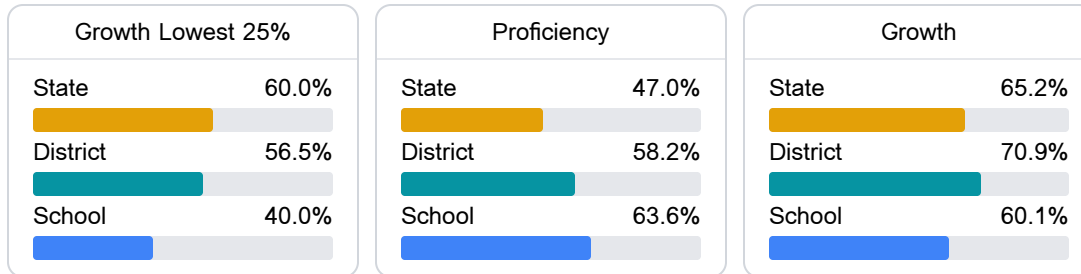 Growth Lowest 25%
State 60.0%
District 56.5%
School 40.0%
Proficiency
State 47.0%
District 58.2%
School 63.6%
Growth
State 65.2%
District 70.9%
School 60.1%